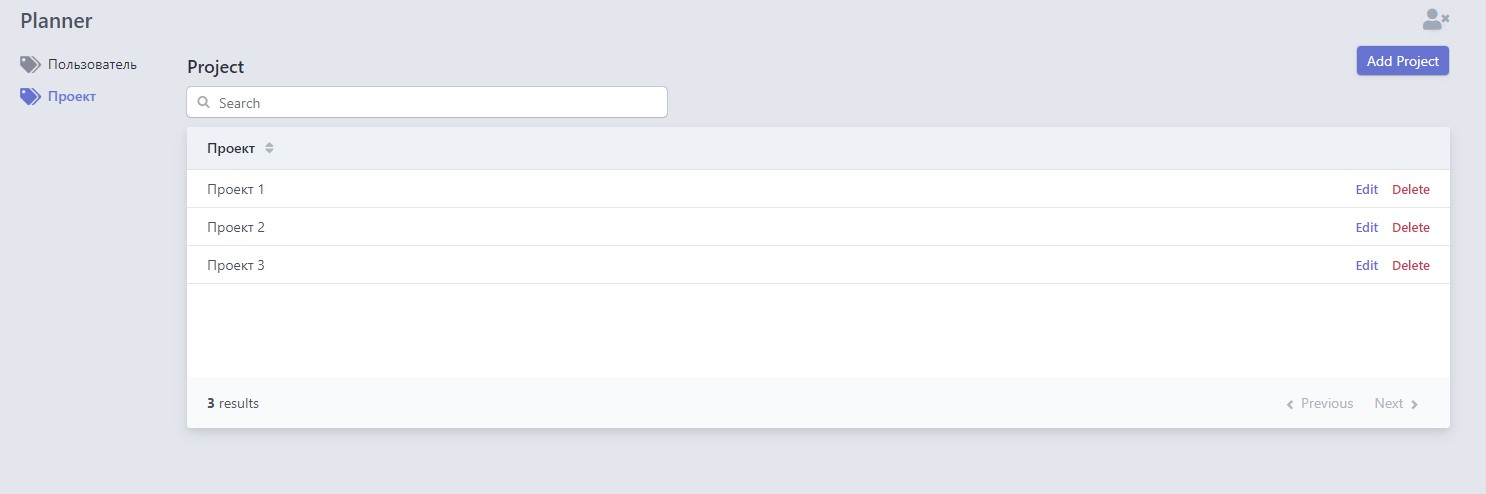 Planner
Пользователь
Проект
Project
Add Project
Search
Проект
Проект 1 Edit Delete
Проект 2 Edit Delete
Проект 3 Edit Delete
3 results Previous Next